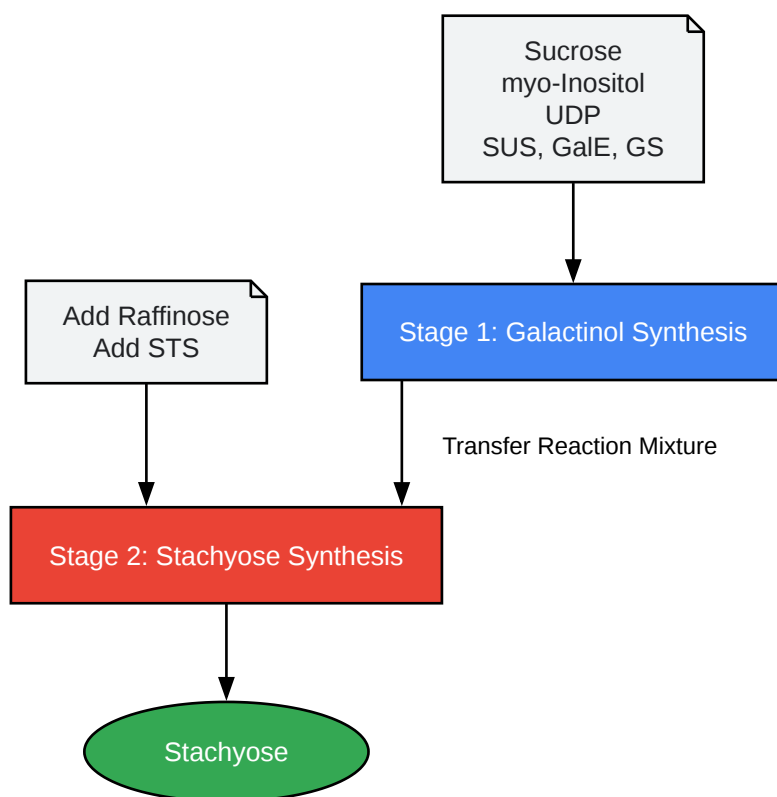 Sucrose
myo-Inositol
UDP
SUS, GalE, GS
Add Raffinose
Add STS
Stage 1: Galactinol Synthesis
Transfer Reaction Mixture
Stage 2: Stachyose Synthesis
Stachyose